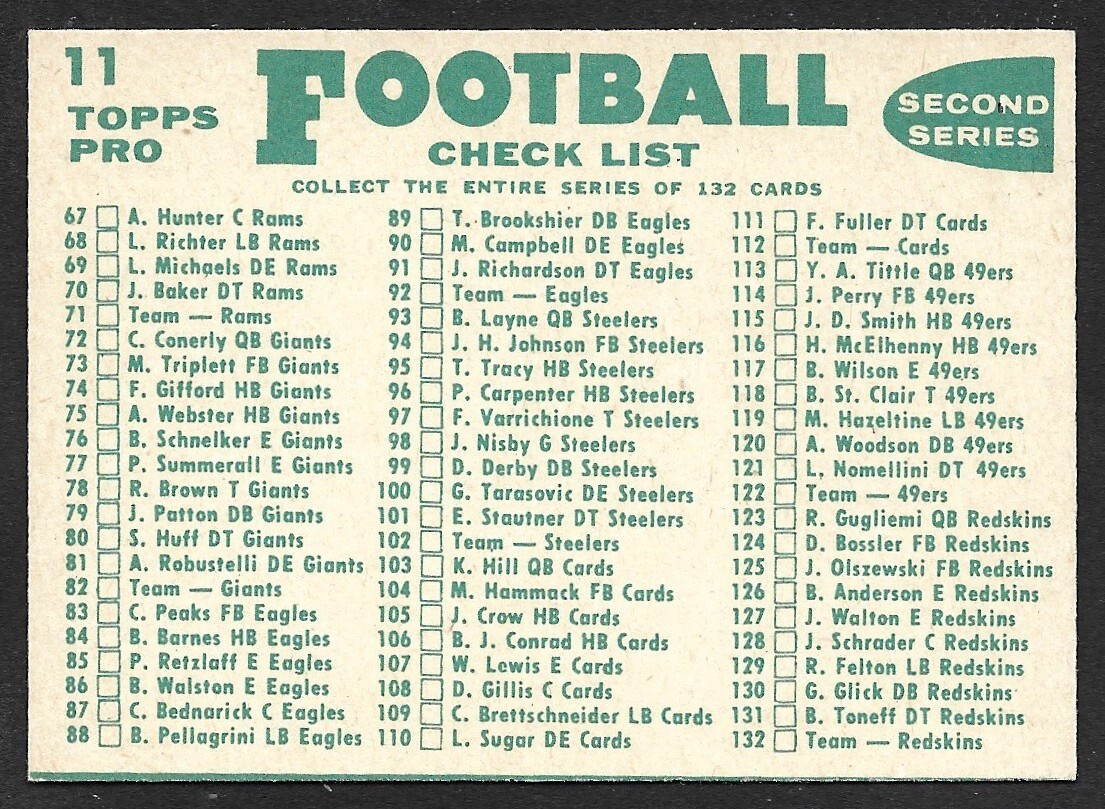 11
TOPPS
PRO
FOOTBALL
CHECK LIST
SECOND
SERIES
COLLECT THE ENTIRE SERIES OF 132 CARDS
67 A. Hunter C Rams
68 L. Richter LB Rams
69 L. Michaels DE Rams
70 J. Baker DT Rams
71 Team — Rams
72 C. Conerly QB Giants
73 M. Triplett FB Giants
74 F. Gifford HB Giants
75 A. Webster HB Giants
76 B. Schnelker E Giants
77 P. Summerall E Giants
78 R. Brown T Giants
79 J. Patton DB Giants
80 S. Huff DT Giants
81 A. Robustelli DE Giants
82 Team — Giants
83 C. Peaks FB Eagles
84 B. Barnes HB Eagles
85 P. Retzlaff E Eagles
86 B. Walston E Eagles
87 C. Bednarick C Eagles
88 B. Pellagrini LB Eagles
89 T. Brookshier DB Eagles
90 M. Campbell DE Eagles
91 J. Richardson DT Eagles
92 Team — Eagles
93 B. Layne QB Steelers
94 J. H. Johnson FB Steelers
95 T. Tracy HB Steelers
96 P. Carpenter HB Steelers
97 F. Varrichione T Steelers
98 J. Nisby G Steelers
99 D. Derby DB Steelers
100 G. Tarasovic DE Steelers
101 E. Stautner DT Steelers
102 Team — Steelers
103 K. Hill QB Cards
104 M. Hammack FB Cards
105 J. Crow HB Cards
106 B. J. Conrad HB Cards
107 W. Lewis E Cards
108 D. Gillis C Cards
109 C. Brettschneider LB Cards
110 L. Sugar DE Cards
111 F. Fuller DT Cards
112 Team — Cards
113 Y. A. Tittle QB 49ers
114 J. Perry FB 49ers
115 J. D. Smith HB 49ers
116 H. McElhenny HB 49ers
117 B. Wilson E 49ers
118 B. St. Clair T 49ers
119 M. Hazeltine LB 49ers
120 A. Woodson DB 49ers
121 L. Nomellini DT 49ers
122 Team — 49ers
123 R. Gugliemi QB Redskins
124 D. Bossler FB Redskins
125 J. Olszewski FB Redskins
126 B. Anderson E Redskins
127 J. Walton E Redskins
128 J. Schrader C Redskins
129 R. Felton LB Redskins
130 G. Glick DB Redskins
131 B. Toneff DT Redskins
132 Team — Redskins